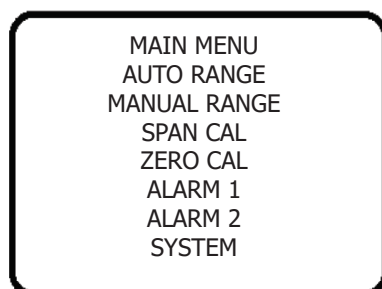 MAIN MENU
AUTO RANGE
MANUAL RANGE
SPAN CAL
ZERO CAL
ALARM 1
ALARM 2
SYSTEM